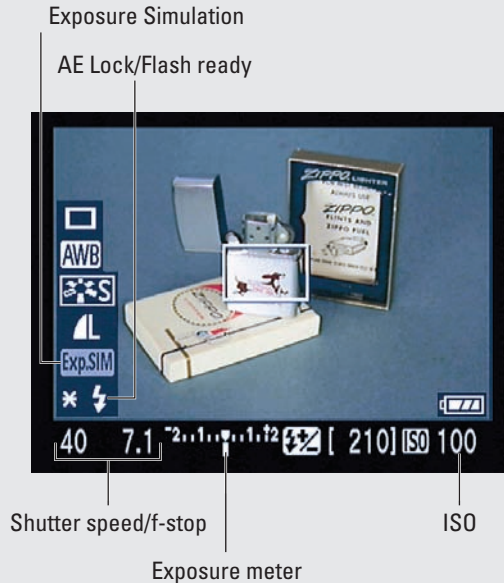 Exposure Simulation
AE Lock/Flash ready
ZIPPO LIGHTER
ZIPPO
FLINTS AND
ZIPPO FUEL
AWB
S
L
Exp.SIM
40 7.1 -2..1....1.+2 [ 210] ISO 100
Shutter speed/f-stop
ISO
Exposure meter